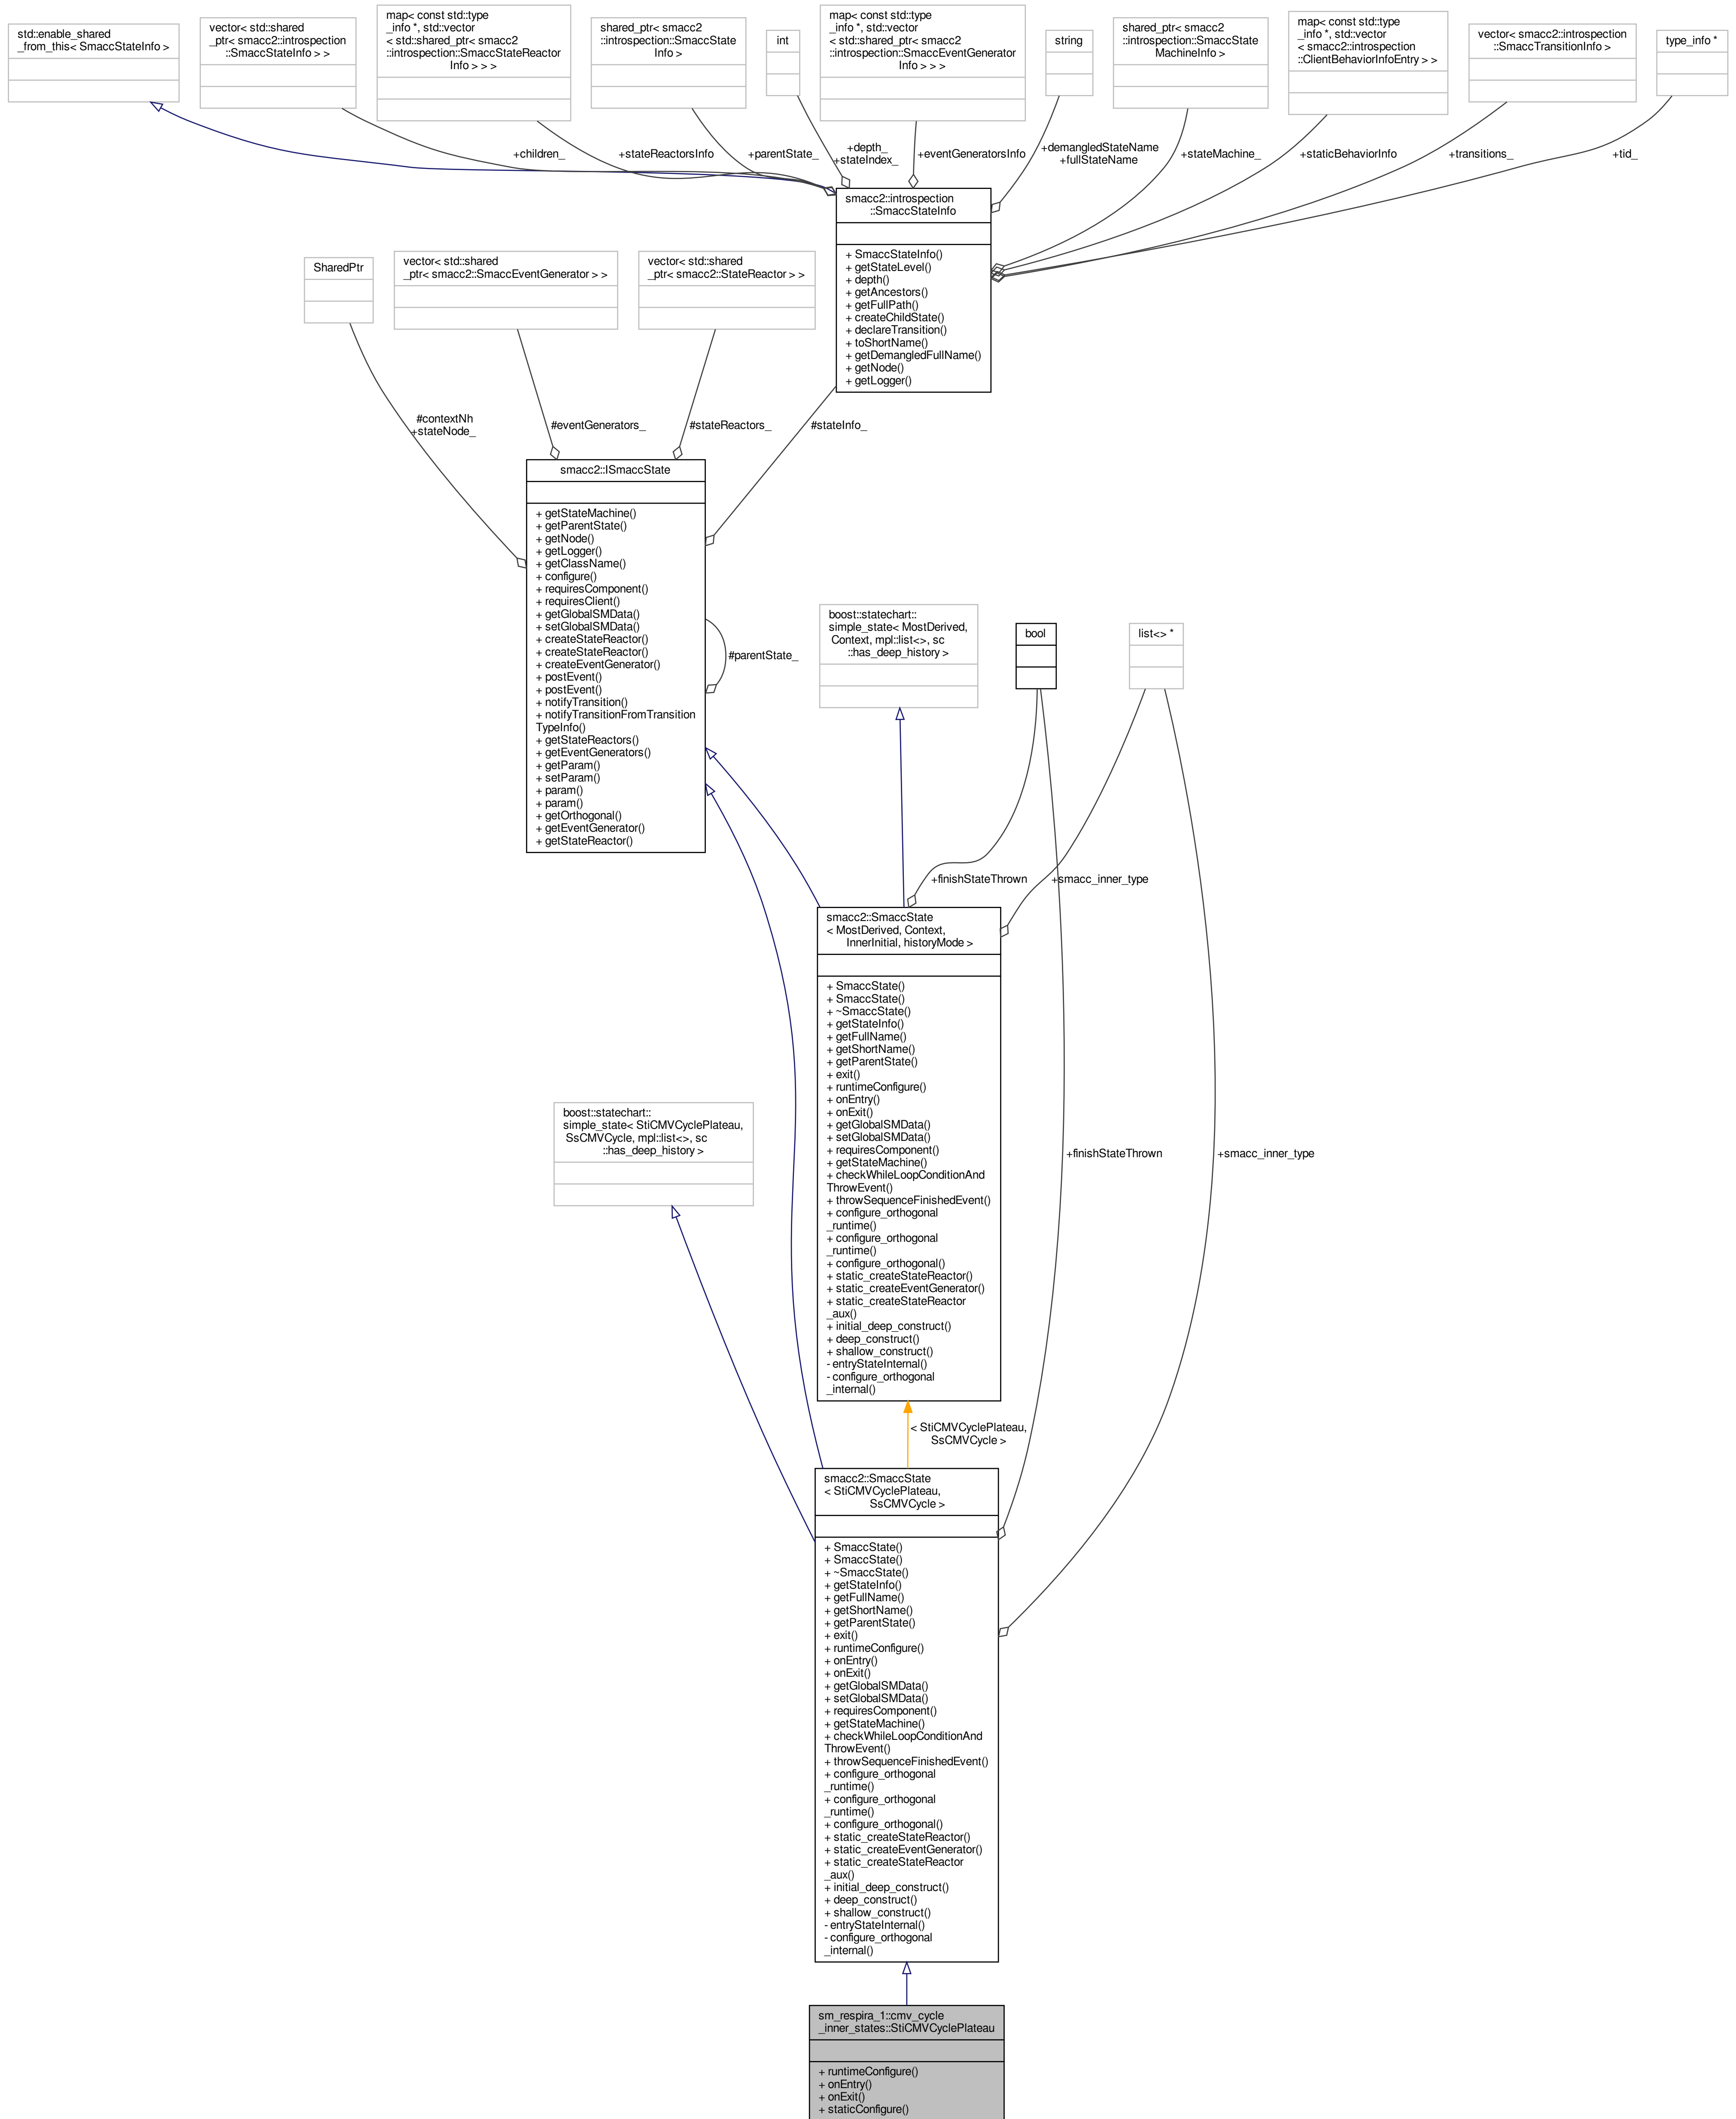 std::enable_shared
_from_this< SmaccStateInfo >
vector< std::shared
_ptr< smacc2::introspection
::SmaccStateInfo > >
map< const std::type
_info *, std::vector
< std::shared_ptr< smacc2
::introspection::SmaccStateReactor
Info > > >
shared_ptr< smacc2
::introspection::SmaccState
Info >
int
map< const std::type
_info *, std::vector
< std::shared_ptr< smacc2
::introspection::SmaccEventGenerator
Info > > >
string
shared_ptr< smacc2
::introspection::SmaccState
MachineInfo >
map< const std::type
_info *, std::vector
< smacc2::introspection
::ClientBehaviorInfoEntry > >
vector< smacc2::introspection
::SmaccTransitionInfo >
type_info *
+children_
+stateReactorsInfo
+parentState_
+depth_
+stateIndex_
+eventGeneratorsInfo
+demangledStateName
+fullStateName
+stateMachine_
+staticBehaviorInfo
+transitions_
+tid_
smacc2::introspection
::SmaccStateInfo
+ SmaccStateInfo()
+ getStateLevel()
+ depth()
+ getAncestors()
+ getFullPath()
+ createChildState()
+ declareTransition()
+ toShortName()
+ getDemangledFullName()
+ getNode()
+ getLogger()
SharedPtr
vector< std::shared
_ptr< smacc2::SmaccEventGenerator > >
vector< std::shared
_ptr< smacc2::StateReactor > >
#contextNh
+stateNode_
#eventGenerators_
#stateReactors_
#stateInfo_
smacc2::ISmaccState
+ getStateMachine()
+ getParentState()
+ getNode()
+ getLogger()
+ getClassName()
+ configure()
+ requiresComponent()
+ requiresClient()
+ getGlobalSMData()
+ setGlobalSMData()
+ createStateReactor()
+ createStateReactor()
+ createEventGenerator()
+ postEvent()
+ postEvent()
+ notifyTransition()
+ notifyTransitionFromTransition
TypeInfo()
+ getStateReactors()
+ getEventGenerators()
+ getParam()
+ setParam()
+ param()
+ param()
+ getOrthogonal()
+ getEventGenerator()
+ getStateReactor()
#parentState_
boost::statechart::
simple_state< MostDerived,
Context, mpl::list<>, sc
::has_deep_history >
bool
list<> *
+finishStateThrown
+smacc_inner_type
smacc2::SmaccState
< MostDerived, Context,
InnerInitial, historyMode >
+ SmaccState()
+ SmaccState()
+ ~SmaccState()
+ getStateInfo()
+ getFullName()
+ getShortName()
+ getParentState()
+ exit()
+ runtimeConfigure()
+ onEntry()
+ onExit()
+ getGlobalSMData()
+ setGlobalSMData()
+ requiresComponent()
+ getStateMachine()
+ checkWhileLoopConditionAnd
ThrowEvent()
+ throwSequenceFinishedEvent()
+ configure_orthogonal
_runtime()
+ configure_orthogonal
_runtime()
+ configure_orthogonal()
+ static_createStateReactor()
+ static_createEventGenerator()
+ static_createStateReactor
_aux()
+ initial_deep_construct()
+ deep_construct()
+ shallow_construct()
- entryStateInternal()
- configure_orthogonal
_internal()
boost::statechart::
simple_state< StiCMVCyclePlateau,
SsCMVCycle, mpl::list<>, sc
::has_deep_history >
+finishStateThrown
+smacc_inner_type
< StiCMVCyclePlateau,
SsCMVCycle >
smacc2::SmaccState
< StiCMVCyclePlateau,
SsCMVCycle >
+ SmaccState()
+ SmaccState()
+ ~SmaccState()
+ getStateInfo()
+ getFullName()
+ getShortName()
+ getParentState()
+ exit()
+ runtimeConfigure()
+ onEntry()
+ onExit()
+ getGlobalSMData()
+ setGlobalSMData()
+ requiresComponent()
+ getStateMachine()
+ checkWhileLoopConditionAnd
ThrowEvent()
+ throwSequenceFinishedEvent()
+ configure_orthogonal
_runtime()
+ configure_orthogonal
_runtime()
+ configure_orthogonal()
+ static_createStateReactor()
+ static_createEventGenerator()
+ static_createStateReactor
_aux()
+ initial_deep_construct()
+ deep_construct()
+ shallow_construct()
- entryStateInternal()
- configure_orthogonal
_internal()
sm_respira_1::cmv_cycle
_inner_states::StiCMVCyclePlateau
+ runtimeConfigure()
+ onEntry()
+ onExit()
+ staticConfigure()